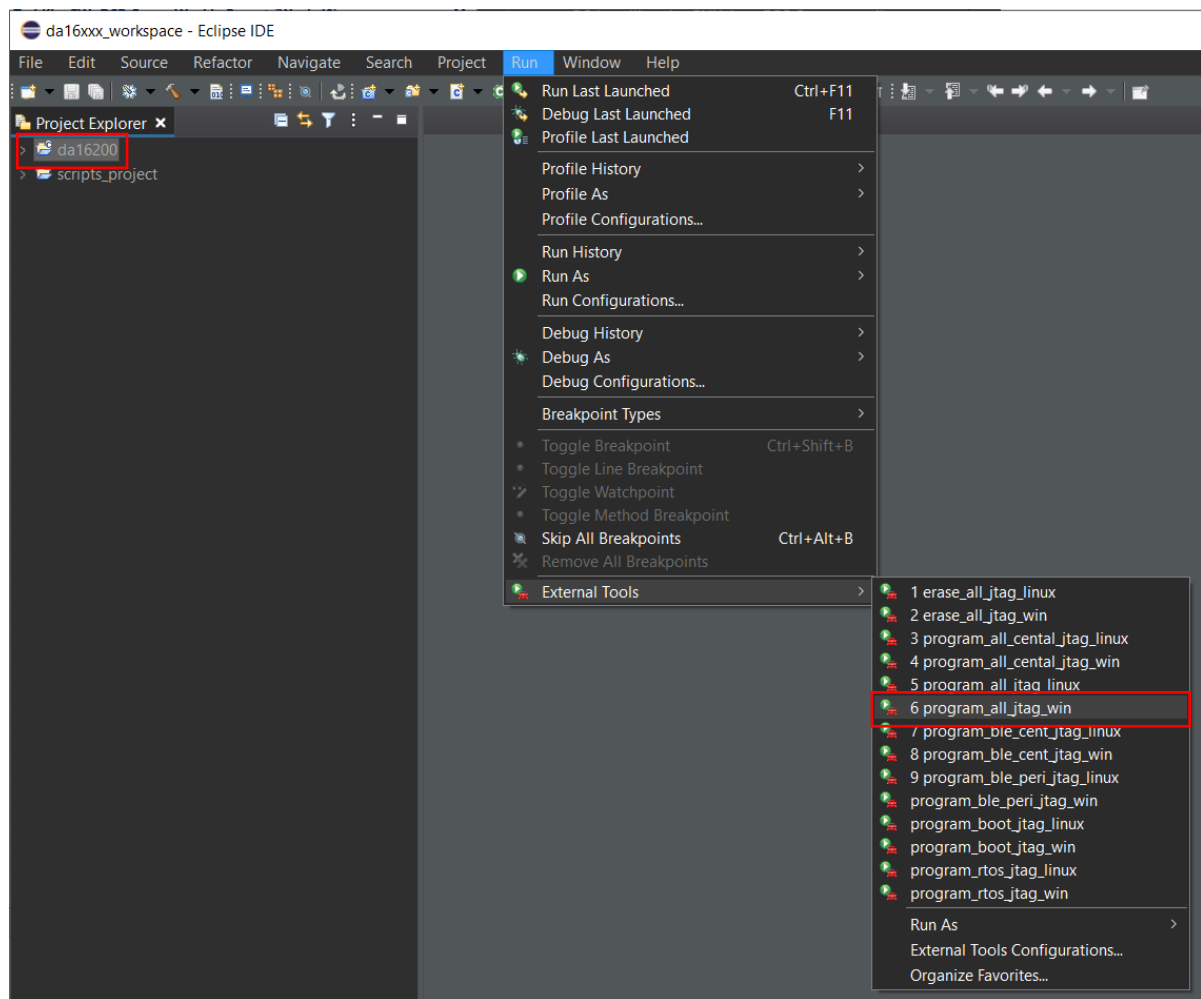 da16xxx_workspace - Eclipse IDE
File Edit Source Refactor Navigate Search Project Run Window Help
Project Explorer
da16200
scripts_project
Run Last Launched Ctrl+F11
Debug Last Launched F11
Profile Last Launched
Profile History
Profile As
Profile Configurations...
Run History
Run As
Run Configurations...
Debug History
Debug As
Debug Configurations...
Breakpoint Types
Toggle Breakpoint Ctrl+Shift+B
Toggle Line Breakpoint
Toggle Watchpoint
Toggle Method Breakpoint
Skip All Breakpoints Ctrl+Alt+B
Remove All Breakpoints
External Tools
1 erase_all_jtag_linux
2 erase_all_jtag_win
3 program_all_cental_jtag_linux
4 program_all_cental_jtag_win
5 program_all_jtag_linux
6 program_all_jtag_win
7 program_ble_cent_jtag_linux
8 program_ble_cent_jtag_win
9 program_ble_peri_jtag_linux
program_ble_peri_jtag_win
program_boot_jtag_linux
program_boot_jtag_win
program_rtos_jtag_linux
program_rtos_jtag_win
Run As
External Tools Configurations...
Organize Favorites...